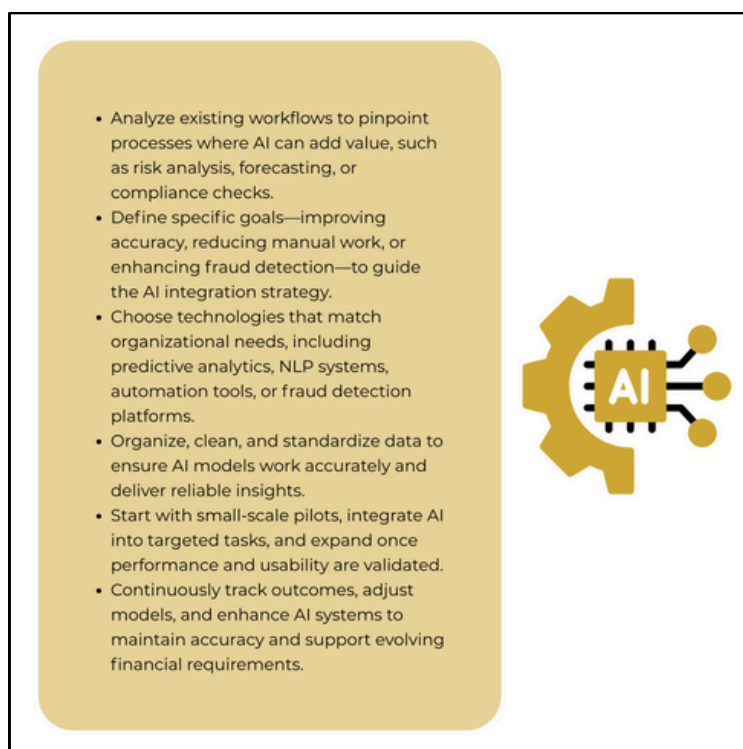 • Analyze existing workflows to pinpoint
processes where AI can add value, such
as risk analysis, forecasting, or
compliance checks.
• Define specific goals—improving
accuracy, reducing manual work, or
enhancing fraud detection—to guide
the AI integration strategy.
• Choose technologies that match
organizational needs, including
predictive analytics, NLP systems,
automation tools, or fraud detection
platforms.
• Organize, clean, and standardize data to
ensure AI models work accurately and
deliver reliable insights.
• Start with small-scale pilots, integrate AI
into targeted tasks, and expand once
performance and usability are validated.
• Continuously track outcomes, adjust
models, and enhance AI systems to
maintain accuracy and support evolving
financial requirements.
AI